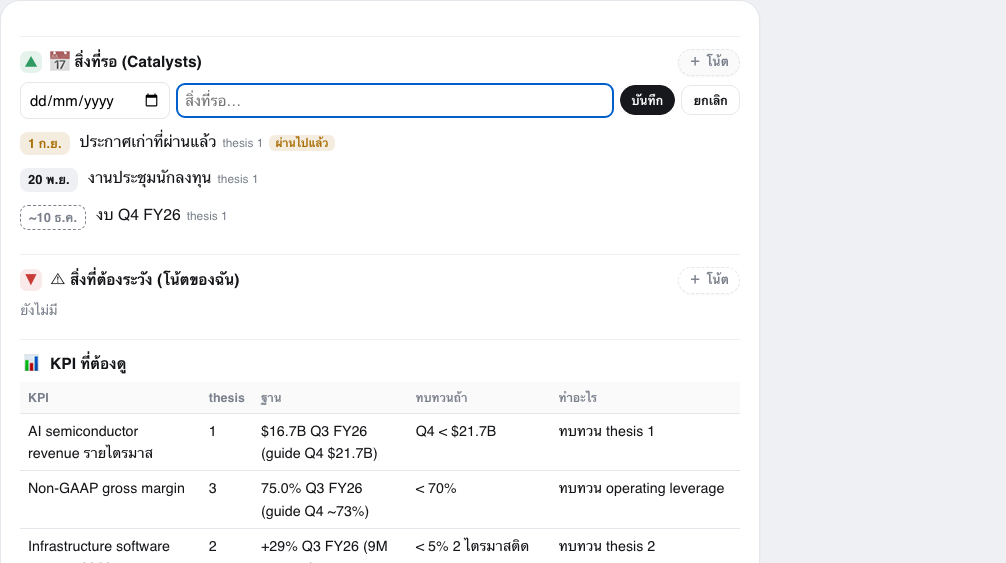 17 สิ่งที่รอ (Catalysts) + โน้ต
dd/mm/yyyy สิ่งที่รอ... บันทึก ยกเลิก
1 ก.ย. ประกาศเก่าที่ผ่านแล้ว thesis 1 ผ่านไปแล้ว
20 พ.ย. งานประชุมนักลงทุน thesis 1
~10 ธ.ค. งบ Q4 FY26 thesis 1
สิ่งที่ต้องระวัง (โน้ตของฉัน) + โน้ต
ยังไม่มี
KPI ที่ต้องดู
KPI thesis ฐาน ทบทวนถ้า ทำอะไร
AI semiconductor 1 $16.7B Q3 FY26 Q4 < $21.7B ทบทวน thesis 1
revenue รายไตรมาส (guide Q4 $21.7B)
Non-GAAP gross margin 3 75.0% Q3 FY26 < 70% ทบทวน operating leverage
(guide Q4 ~73%)
Infrastructure software 2 +29% Q3 FY26 (9M < 5% 2 ไตรมาสติด ทบทวน thesis 2